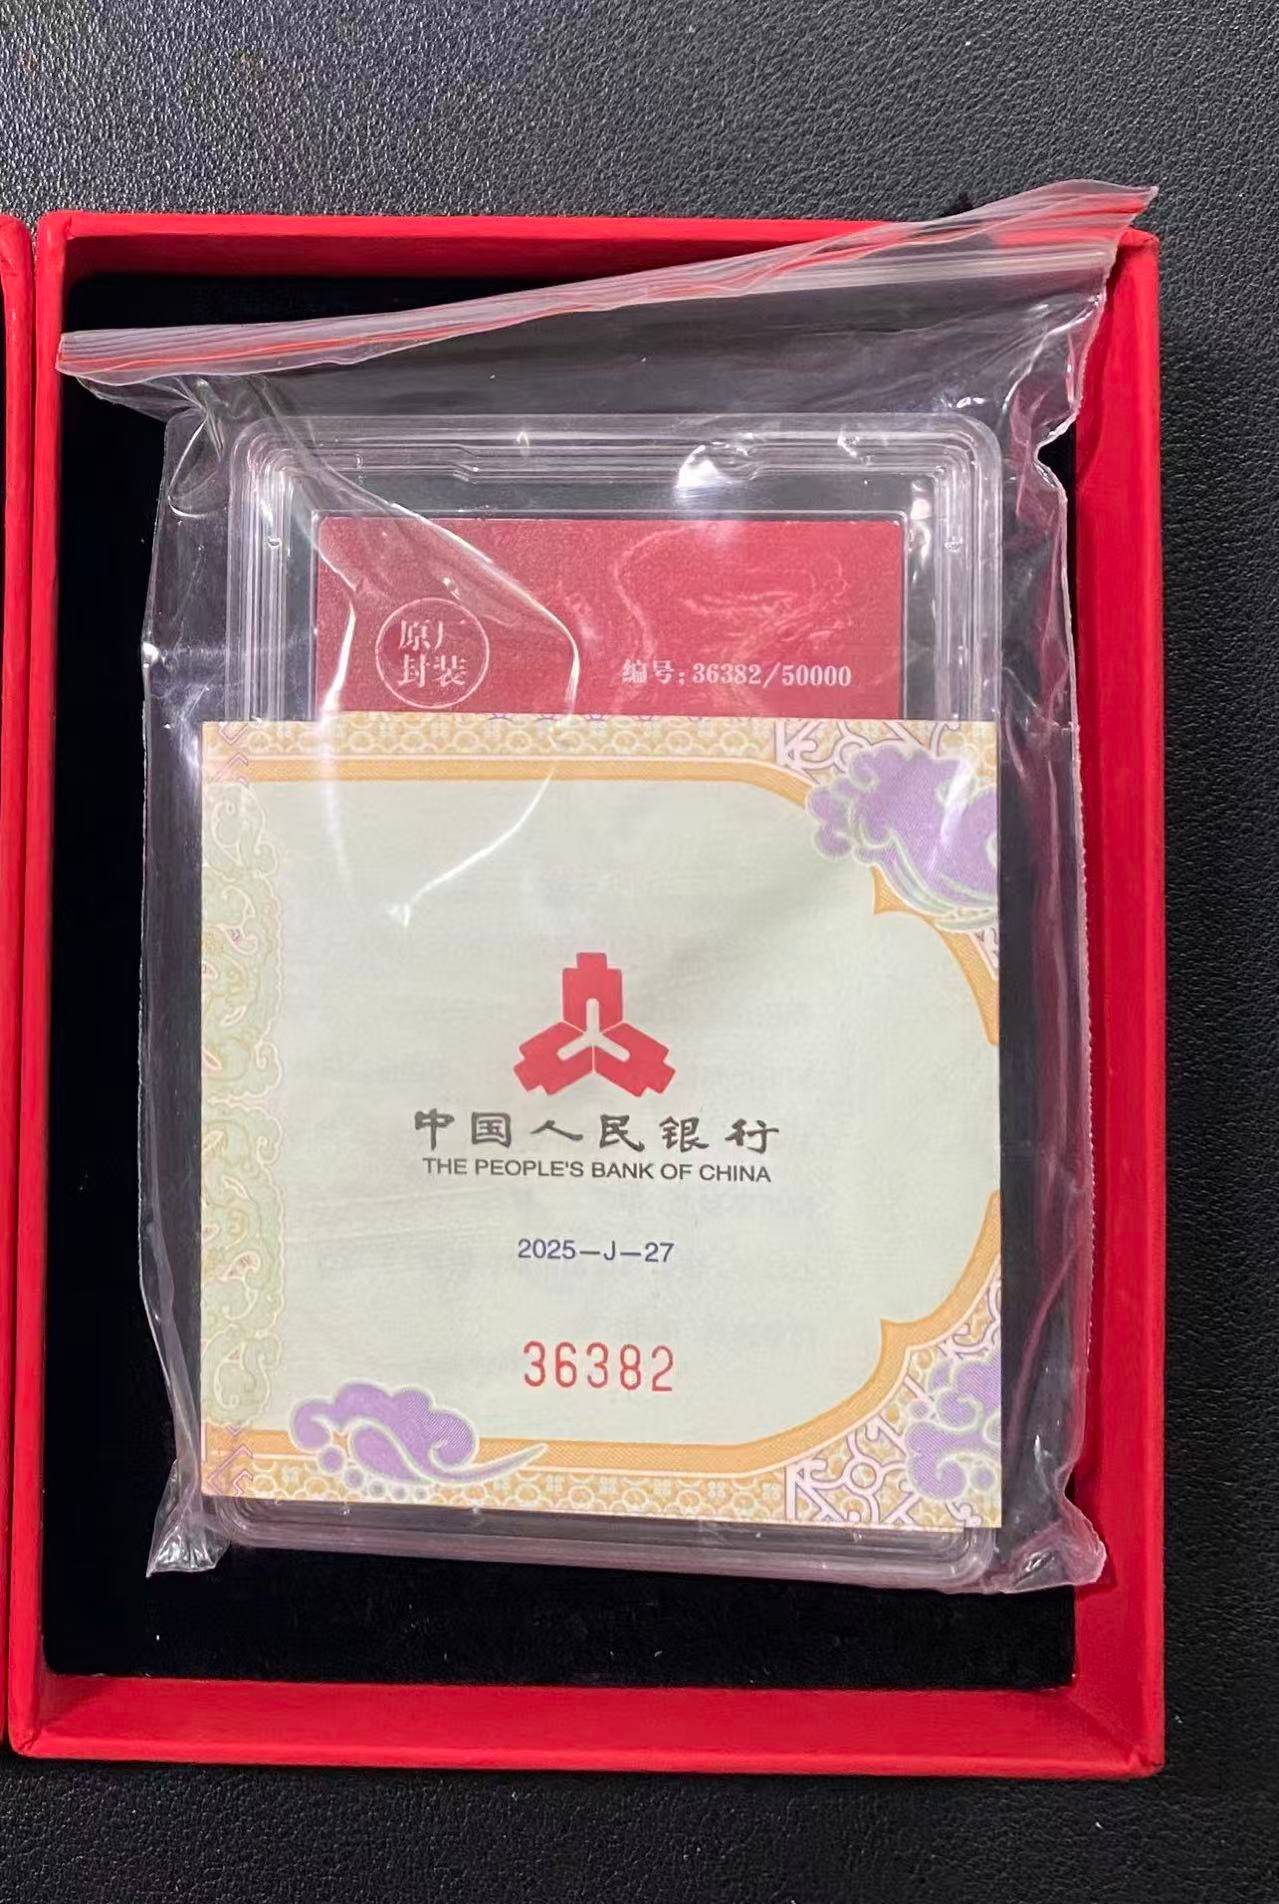 原厂
封装
编号:36382/50000
中国人民银行
THE PEOPLE'S BANK OF CHINA
2025—J—27
36382